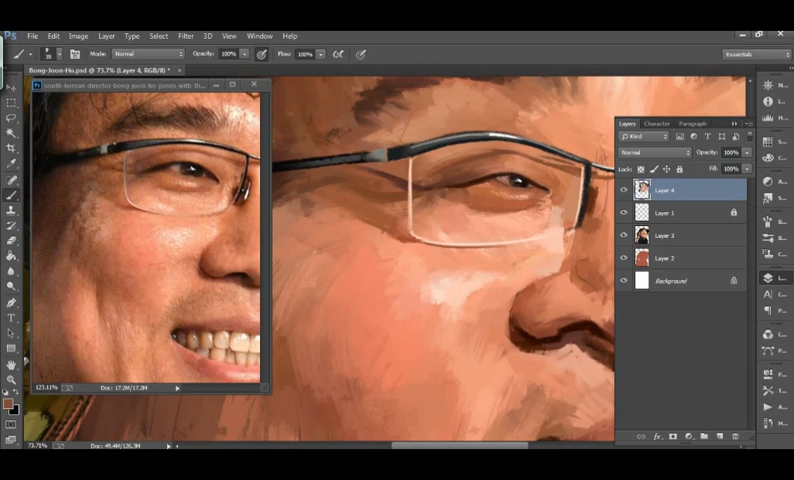 Ps File Edit Image Layer Type Select Filter 3D View Window Help
Mode: Normal Opacity: 100% Flow: 100% Essentials
Bong-Joon-Ho.psd @ 73.7% (Layer 4, RGB/8) *
south-korean-director-bong-joon-ho-poses-with-th...
Layers Character Paragraph
Kind
Normal Opacity: 100%
Lock: Fill: 100%
Layer 4
Layer 1
Layer 3
Layer 2
Background
123.11% Doc: 17.2M/17.2M
73.71% Doc: 49.4M/126.3M